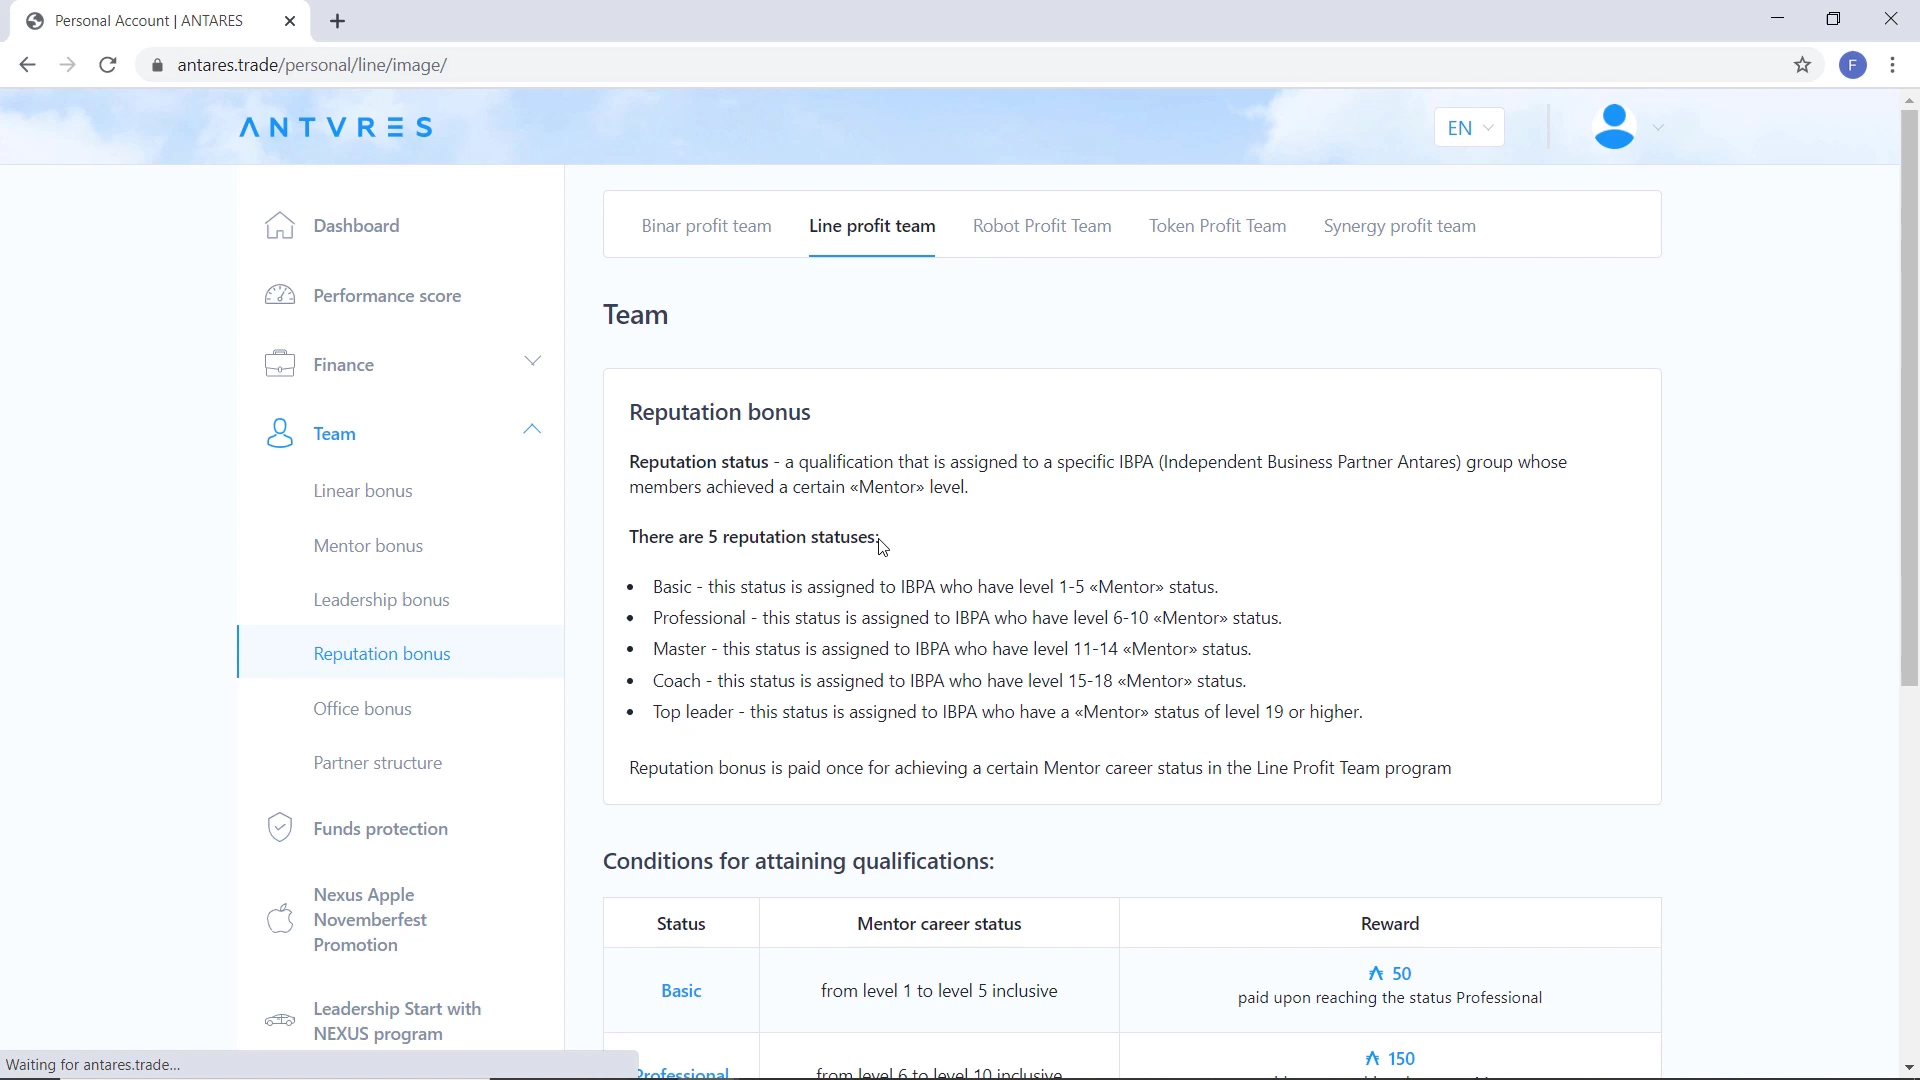 Personal Account | ANTARES
antares.trade/personal/line/image/
F
ANTVRES
EN
Dashboard
Performance score
Finance
Team
Linear bonus
Mentor bonus
Leadership bonus
Reputation bonus
Office bonus
Partner structure
Funds protection
Nexus Apple
Novemberfest
Promotion
Leadership Start with
NEXUS program
Binar profit team
Line profit team
Robot Profit Team
Token Profit Team
Synergy profit team
Team
Reputation bonus
Reputation status - a qualification that is assigned to a specific IBPA (Independent Business Partner Antares) group whose
members achieved a certain «Mentor» level.
There are 5 reputation statuses:
• Basic - this status is assigned to IBPA who have level 1-5 «Mentor» status.
• Professional - this status is assigned to IBPA who have level 6-10 «Mentor» status.
• Master - this status is assigned to IBPA who have level 11-14 «Mentor» status.
• Coach - this status is assigned to IBPA who have level 15-18 «Mentor» status.
• Top leader - this status is assigned to IBPA who have a «Mentor» status of level 19 or higher.
Reputation bonus is paid once for achieving a certain Mentor career status in the Line Profit Team program
Conditions for attaining qualifications:
Status Mentor career status Reward
Basic from level 1 to level 5 inclusive 50
paid upon reaching the status Professional
Professional from level 6 to level 10 inclusive 150
Waiting for antares.trade...